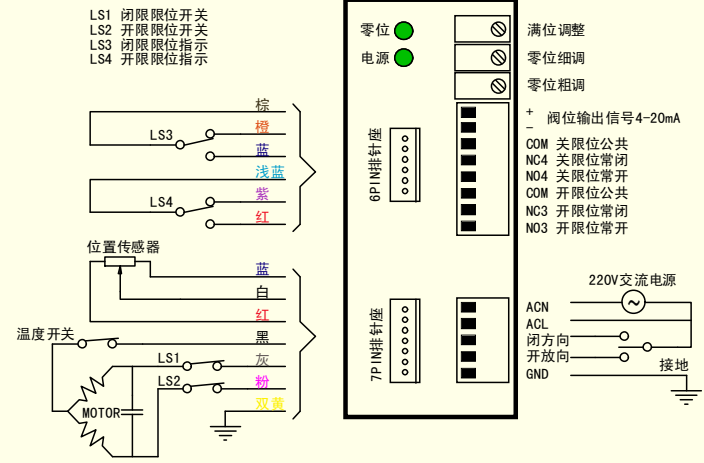 LS1 闭限限位开关
LS2 开限限位开关
LS3 闭限限位指示
LS4 开限限位指示
棕
橙
LS3
蓝
浅蓝
紫
LS4
红
位置传感器
蓝
白
红
温度开关
黑
LS1
灰
LS2
粉
MOTOR
双黄
零位
电源
6PIN排针座
7PIN排针座
满位调整
零位细调
零位粗调
+
阀位输出信号4-20mA
-
COM 关限位公共
NC4 关限位常闭
NO4 关限位常开
COM 开限位公共
NC3 开限位常闭
NO3 开限位常开
220V交流电源
~
ACN
ACL
闭方向
开放向
GND
接地